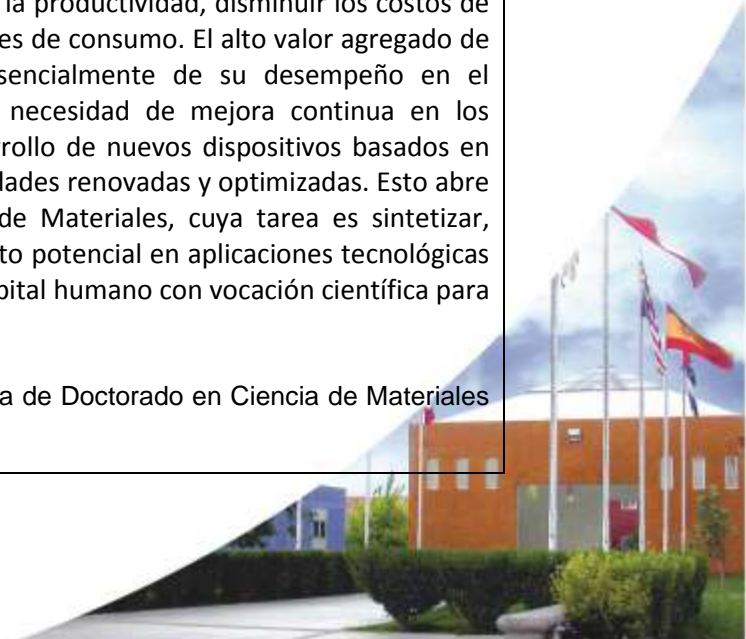 la productividad, disminuir los costos de
es de consumo. El alto valor agregado de
sencialmente de su desempeño en el
necesidad de mejora continua en los
rrollo de nuevos dispositivos basados en
dades renovadas y optimizadas. Esto abre
de Materiales, cuya tarea es sintetizar,
to potencial en aplicaciones tecnológicas
pital humano con vocación científica para
a de Doctorado en Ciencia de Materiales